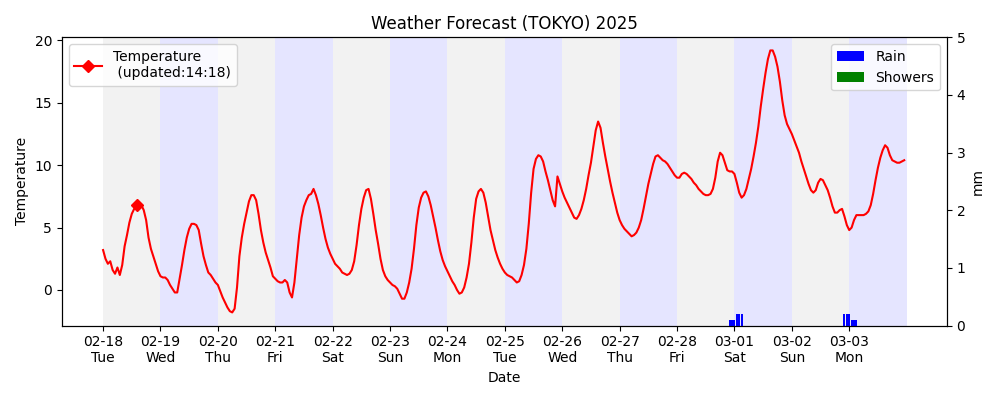 Weather Forecast (TOKYO) 2025
Temperature
(updated:14:18)
Rain
Showers
20
15
10
5
0
Temperature
5
4
3
2
1
0
mm
02-18 02-19 02-20 02-21 02-22 02-23 02-24 02-25 02-26 02-27 02-28 03-01 03-02 03-03
Tue Wed Thu Fri Sat Sun Mon Tue Wed Thu Fri Sat Sun Mon
Date